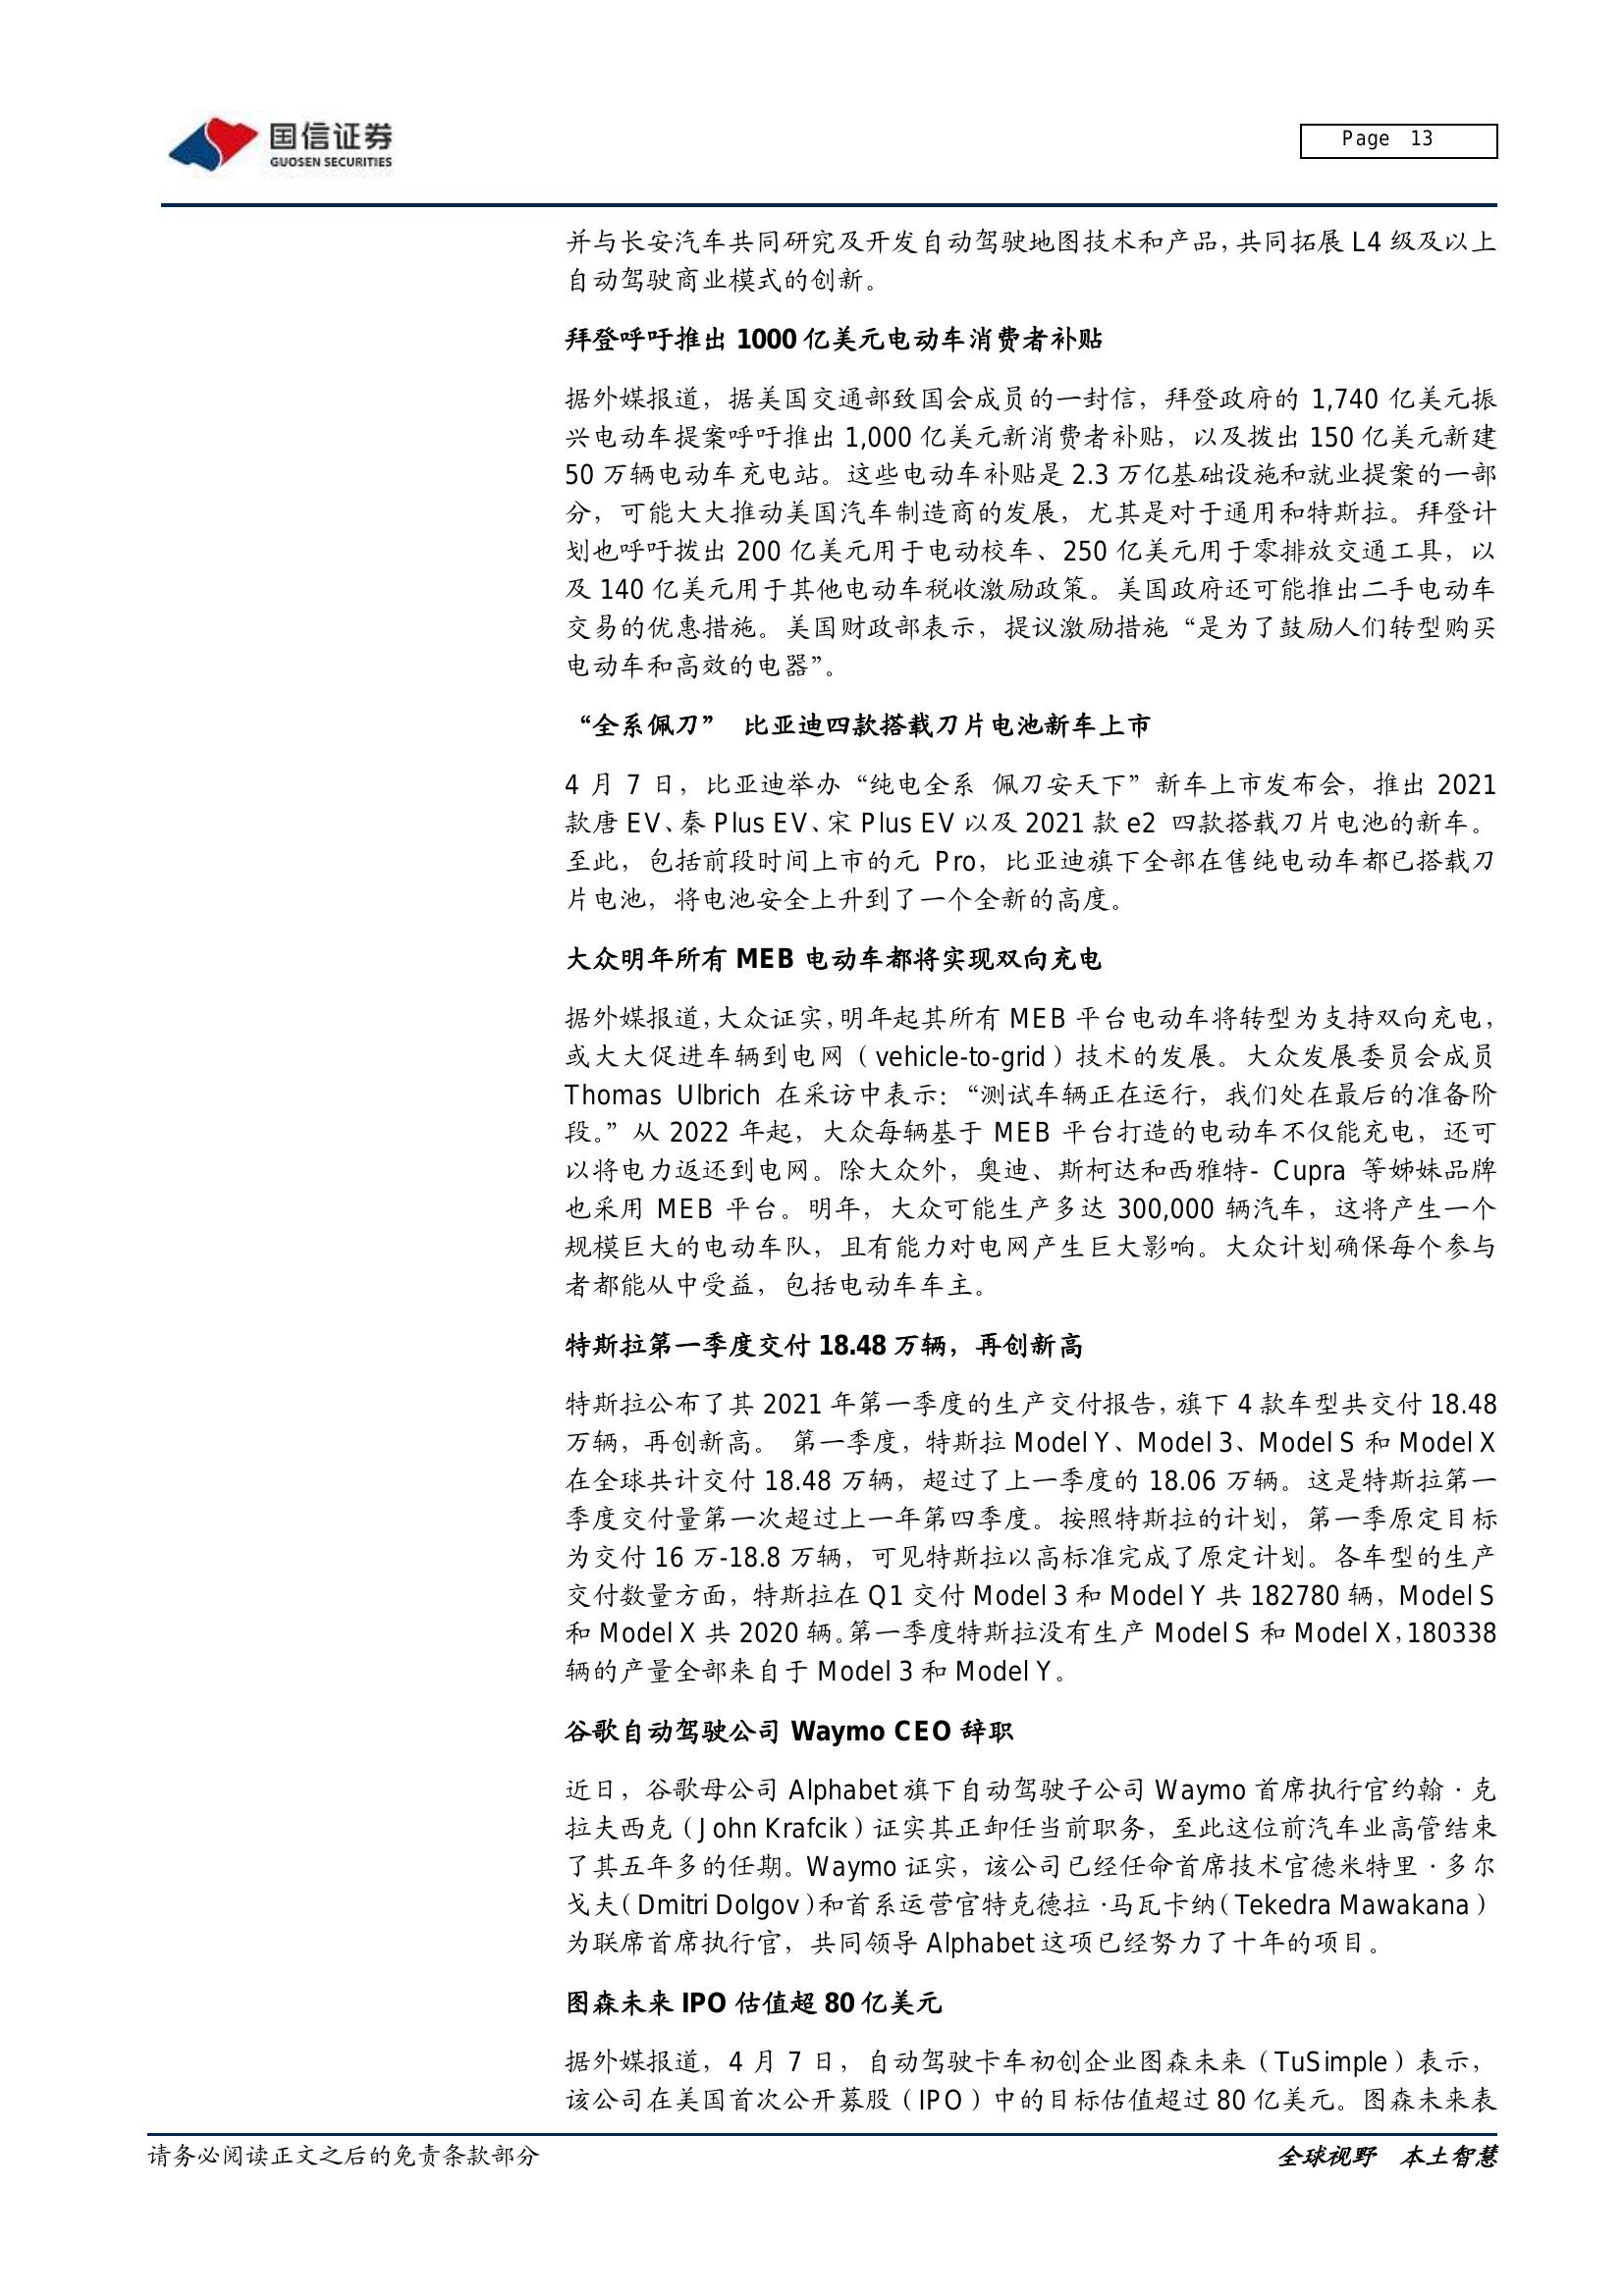 国信证券
GUOSEN SECURITIES
Page 13
并与长安汽车共同研究及开发自动驾驶地图技术和产品，共同拓展 L4 级及以上
自动驾驶商业模式的创新。
拜登呼吁推出 1000 亿美元电动车消费者补贴
据外媒报道，据美国交通部致国会成员的一封信，拜登政府的 1,740 亿美元振
兴电动车提案呼吁推出 1,000 亿美元新消费者补贴，以及拨出 150 亿美元新建
50 万辆电动车充电站。这些电动车补贴是 2.3 万亿基础设施和就业提案的一部
分，可能大大推动美国汽车制造商的发展，尤其是对于通用和特斯拉。拜登计
划也呼吁拨出 200 亿美元用于电动校车、250 亿美元用于零排放交通工具，以
及 140 亿美元用于其他电动车税收激励政策。美国政府还可能推出二手电动车
交易的优惠措施。美国财政部表示，提议激励措施“是为了鼓励人们转型购买
电动车和高效的电器”。
“全系佩刀” 比亚迪四款搭载刀片电池新车上市
4 月 7 日，比亚迪举办“纯电全系 佩刀安天下”新车上市发布会，推出 2021
款唐 EV、秦 Plus EV、宋 Plus EV 以及 2021 款 e2 四款搭载刀片电池的新车。
至此，包括前段时间上市的元 Pro，比亚迪旗下全部在售纯电动车都已搭载刀
片电池，将电池安全上升到了一个全新的高度。
大众明年所有 MEB 电动车都将实现双向充电
据外媒报道，大众证实，明年起其所有 MEB 平台电动车将转型为支持双向充电，
或大大促进车辆到电网（vehicle-to-grid）技术的发展。大众发展委员会成员
Thomas Ulbrich 在采访中表示：“测试车辆正在运行，我们处在最后的准备阶
段。”从 2022 年起，大众每辆基于 MEB 平台打造的电动车不仅能充电，还可
以将电力返还到电网。除大众外，奥迪、斯柯达和西雅特- Cupra 等姊妹品牌
也采用 MEB 平台。明年，大众可能生产多达 300,000 辆汽车，这将产生一个
规模巨大的电动车队，且有能力对电网产生巨大影响。大众计划确保每个参与
者都能从中受益，包括电动车车主。
特斯拉第一季度交付 18.48 万辆，再创新高
特斯拉公布了其 2021 年第一季度的生产交付报告，旗下 4 款车型共交付 18.48
万辆，再创新高。 第一季度，特斯拉 Model Y、Model 3、Model S 和 Model X
在全球共计交付 18.48 万辆，超过了上一季度的 18.06 万辆。这是特斯拉第一
季度交付量第一次超过上一年第四季度。按照特斯拉的计划，第一季原定目标
为交付 16 万-18.8 万辆，可见特斯拉以高标准完成了原定计划。各车型的生产
交付数量方面，特斯拉在 Q1 交付 Model 3 和 Model Y 共 182780 辆，Model S
和 Model X 共 2020 辆。第一季度特斯拉没有生产 Model S 和 Model X，180338
辆的产量全部来自于 Model 3 和 Model Y。
谷歌自动驾驶公司 Waymo CEO 辞职
近日，谷歌母公司 Alphabet 旗下自动驾驶子公司 Waymo 首席执行官约翰·克
拉夫西克（John Krafcik）证实其正卸任当前职务，至此这位前汽车业高管结束
了其五年多的任期。Waymo 证实，该公司已经任命首席技术官德米特里·多尔
戈夫（Dmitri Dolgov）和首系运营官特克德拉·马瓦卡纳（Tekedra Mawakana）
为联席首席执行官，共同领导 Alphabet 这项已经努力了十年的项目。
图森未来 IPO 估值超 80 亿美元
据外媒报道，4 月 7 日，自动驾驶卡车初创企业图森未来（TuSimple）表示，
该公司在美国首次公开募股（IPO）中的目标估值超过 80 亿美元。图森未来表
请务必阅读正文之后的免责条款部分
全球视野 本土智慧